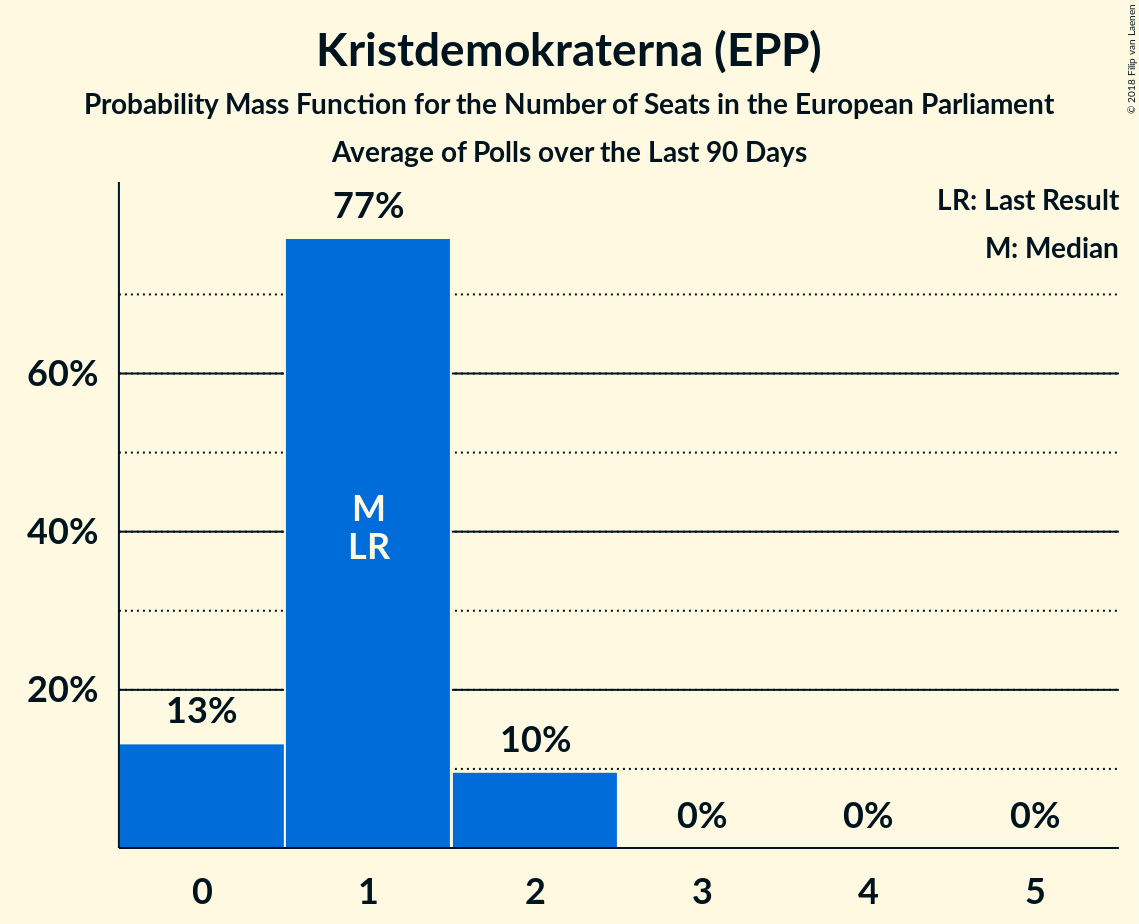 Kristdemokraterna (EPP)
Probability Mass Function for the Number of Seats in the European Parliament
Average of Polls over the Last 90 Days
© 2018 Filip van Laenen
LR: Last Result
M: Median
77%
60%
M
40%
LR
20%
13%
10%
0%
0%
0%
0
1
2
3
4
5